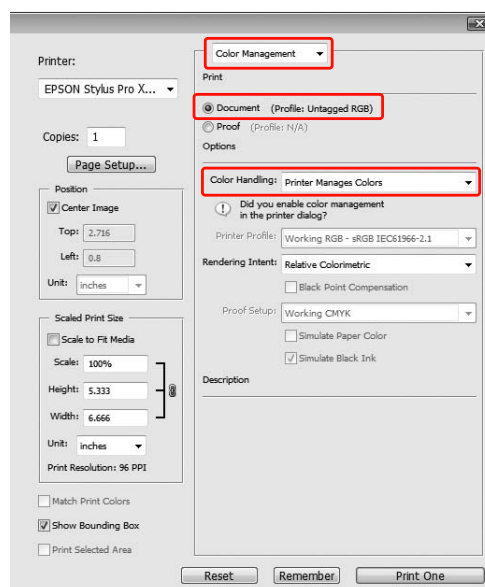 Printer:
EPSON Stylus Pro X...
Copies: 1
Page Setup...
Position
Center Image
Top: 2.716
Left: 0.8
Unit: inches
Scaled Print Size
Scale to Fit Media
Scale: 100%
Height: 5.333
Width: 6.666
Unit: inches
Print Resolution: 96 PPI
Match Print Colors
Show Bounding Box
Print Selected Area
Color Management
Print
Document (Profile: Untagged RGB)
Proof (Profile: N/A)
Options
Color Handling: Printer Manages Colors
Did you enable color management
in the printer dialog?
Printer Profile: Working RGB - sRGB IEC61966-2.1
Rendering Intent: Relative Colorimetric
Black Point Compensation
Proof Setup: Working CMYK
Simulate Paper Color
Simulate Black Ink
Description
Reset Remember Print One